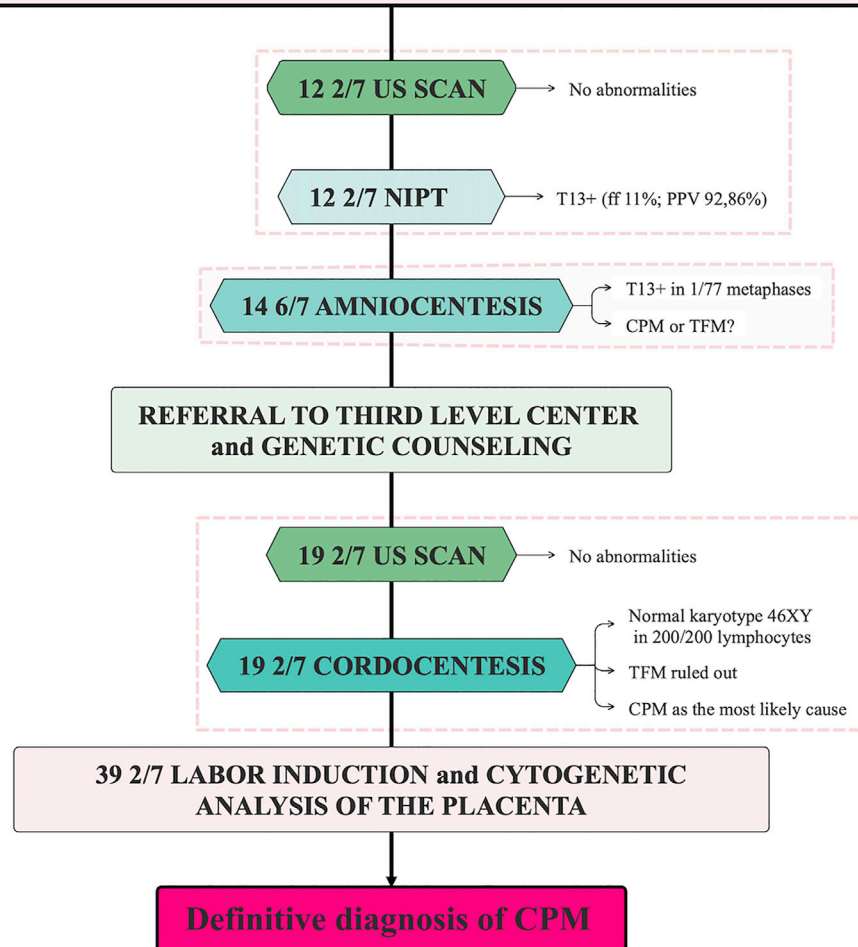 12 2/7 US SCAN
No abnormalities
12 2/7 NIPT
T13+ (ff 11%; PPV 92,86%)
14 6/7 AMNIOCENTESIS
T13+ in 1/77 metaphases
CPM or TFM?
REFERRAL TO THIRD LEVEL CENTER
and GENETIC COUNSELING
19 2/7 US SCAN
No abnormalities
19 2/7 CORDOCENTESIS
Normal karyotype 46XY
in 200/200 lymphocytes
TFM ruled out
CPM as the most likely cause
39 2/7 LABOR INDUCTION and CYTOGENETIC
ANALYSIS OF THE PLACENTA
Definitive diagnosis of CPM